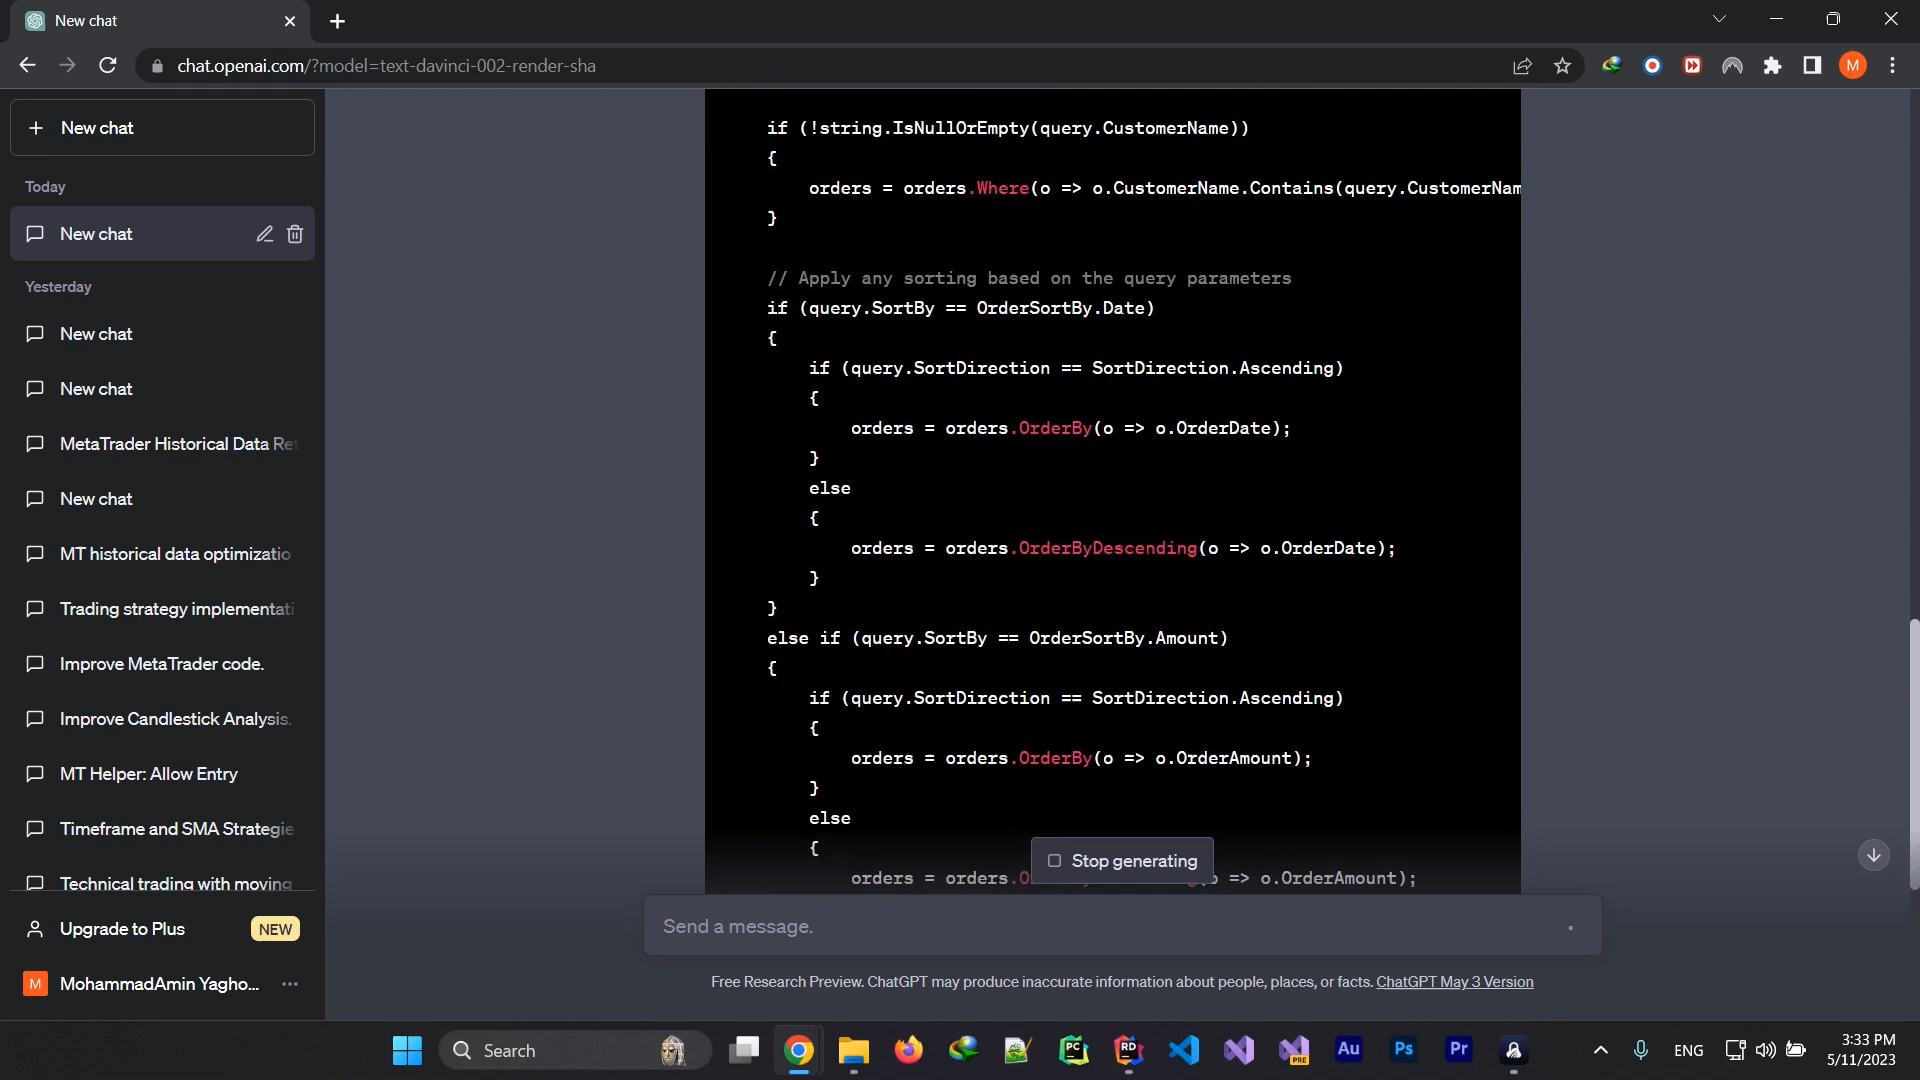 New chat
chat.openai.com/?model=text-davinci-002-render-sha
M
New chat
Today
New chat
Yesterday
New chat
New chat
MetaTrader Historical Data Ret
New chat
MT historical data optimizatio
Trading strategy implementati
Improve MetaTrader code.
Improve Candlestick Analysis.
MT Helper: Allow Entry
Timeframe and SMA Strategie
Technical trading with moving
Upgrade to Plus
NEW
M
MohammadAmin Yagho...
if (!string.IsNullOrEmpty(query.CustomerName))
{
orders = orders.Where(o => o.CustomerName.Contains(query.CustomerNam
}
// Apply any sorting based on the query parameters
if (query.SortBy == OrderSortBy.Date)
{
if (query.SortDirection == SortDirection.Ascending)
{
orders = orders.OrderBy(o => o.OrderDate);
}
else
{
orders = orders.OrderByDescending(o => o.OrderDate);
}
}
else if (query.SortBy == OrderSortBy.Amount)
{
if (query.SortDirection == SortDirection.Ascending)
{
orders = orders.OrderBy(o => o.OrderAmount);
}
else
{
orders = orders.O => o.OrderAmount);
Stop generating
Send a message.
Free Research Preview. ChatGPT may produce inaccurate information about people, places, or facts. ChatGPT May 3 Version
Search
PC
RD
PRE
Au
Ps
Pr
ENG
3:33 PM
5/11/2023